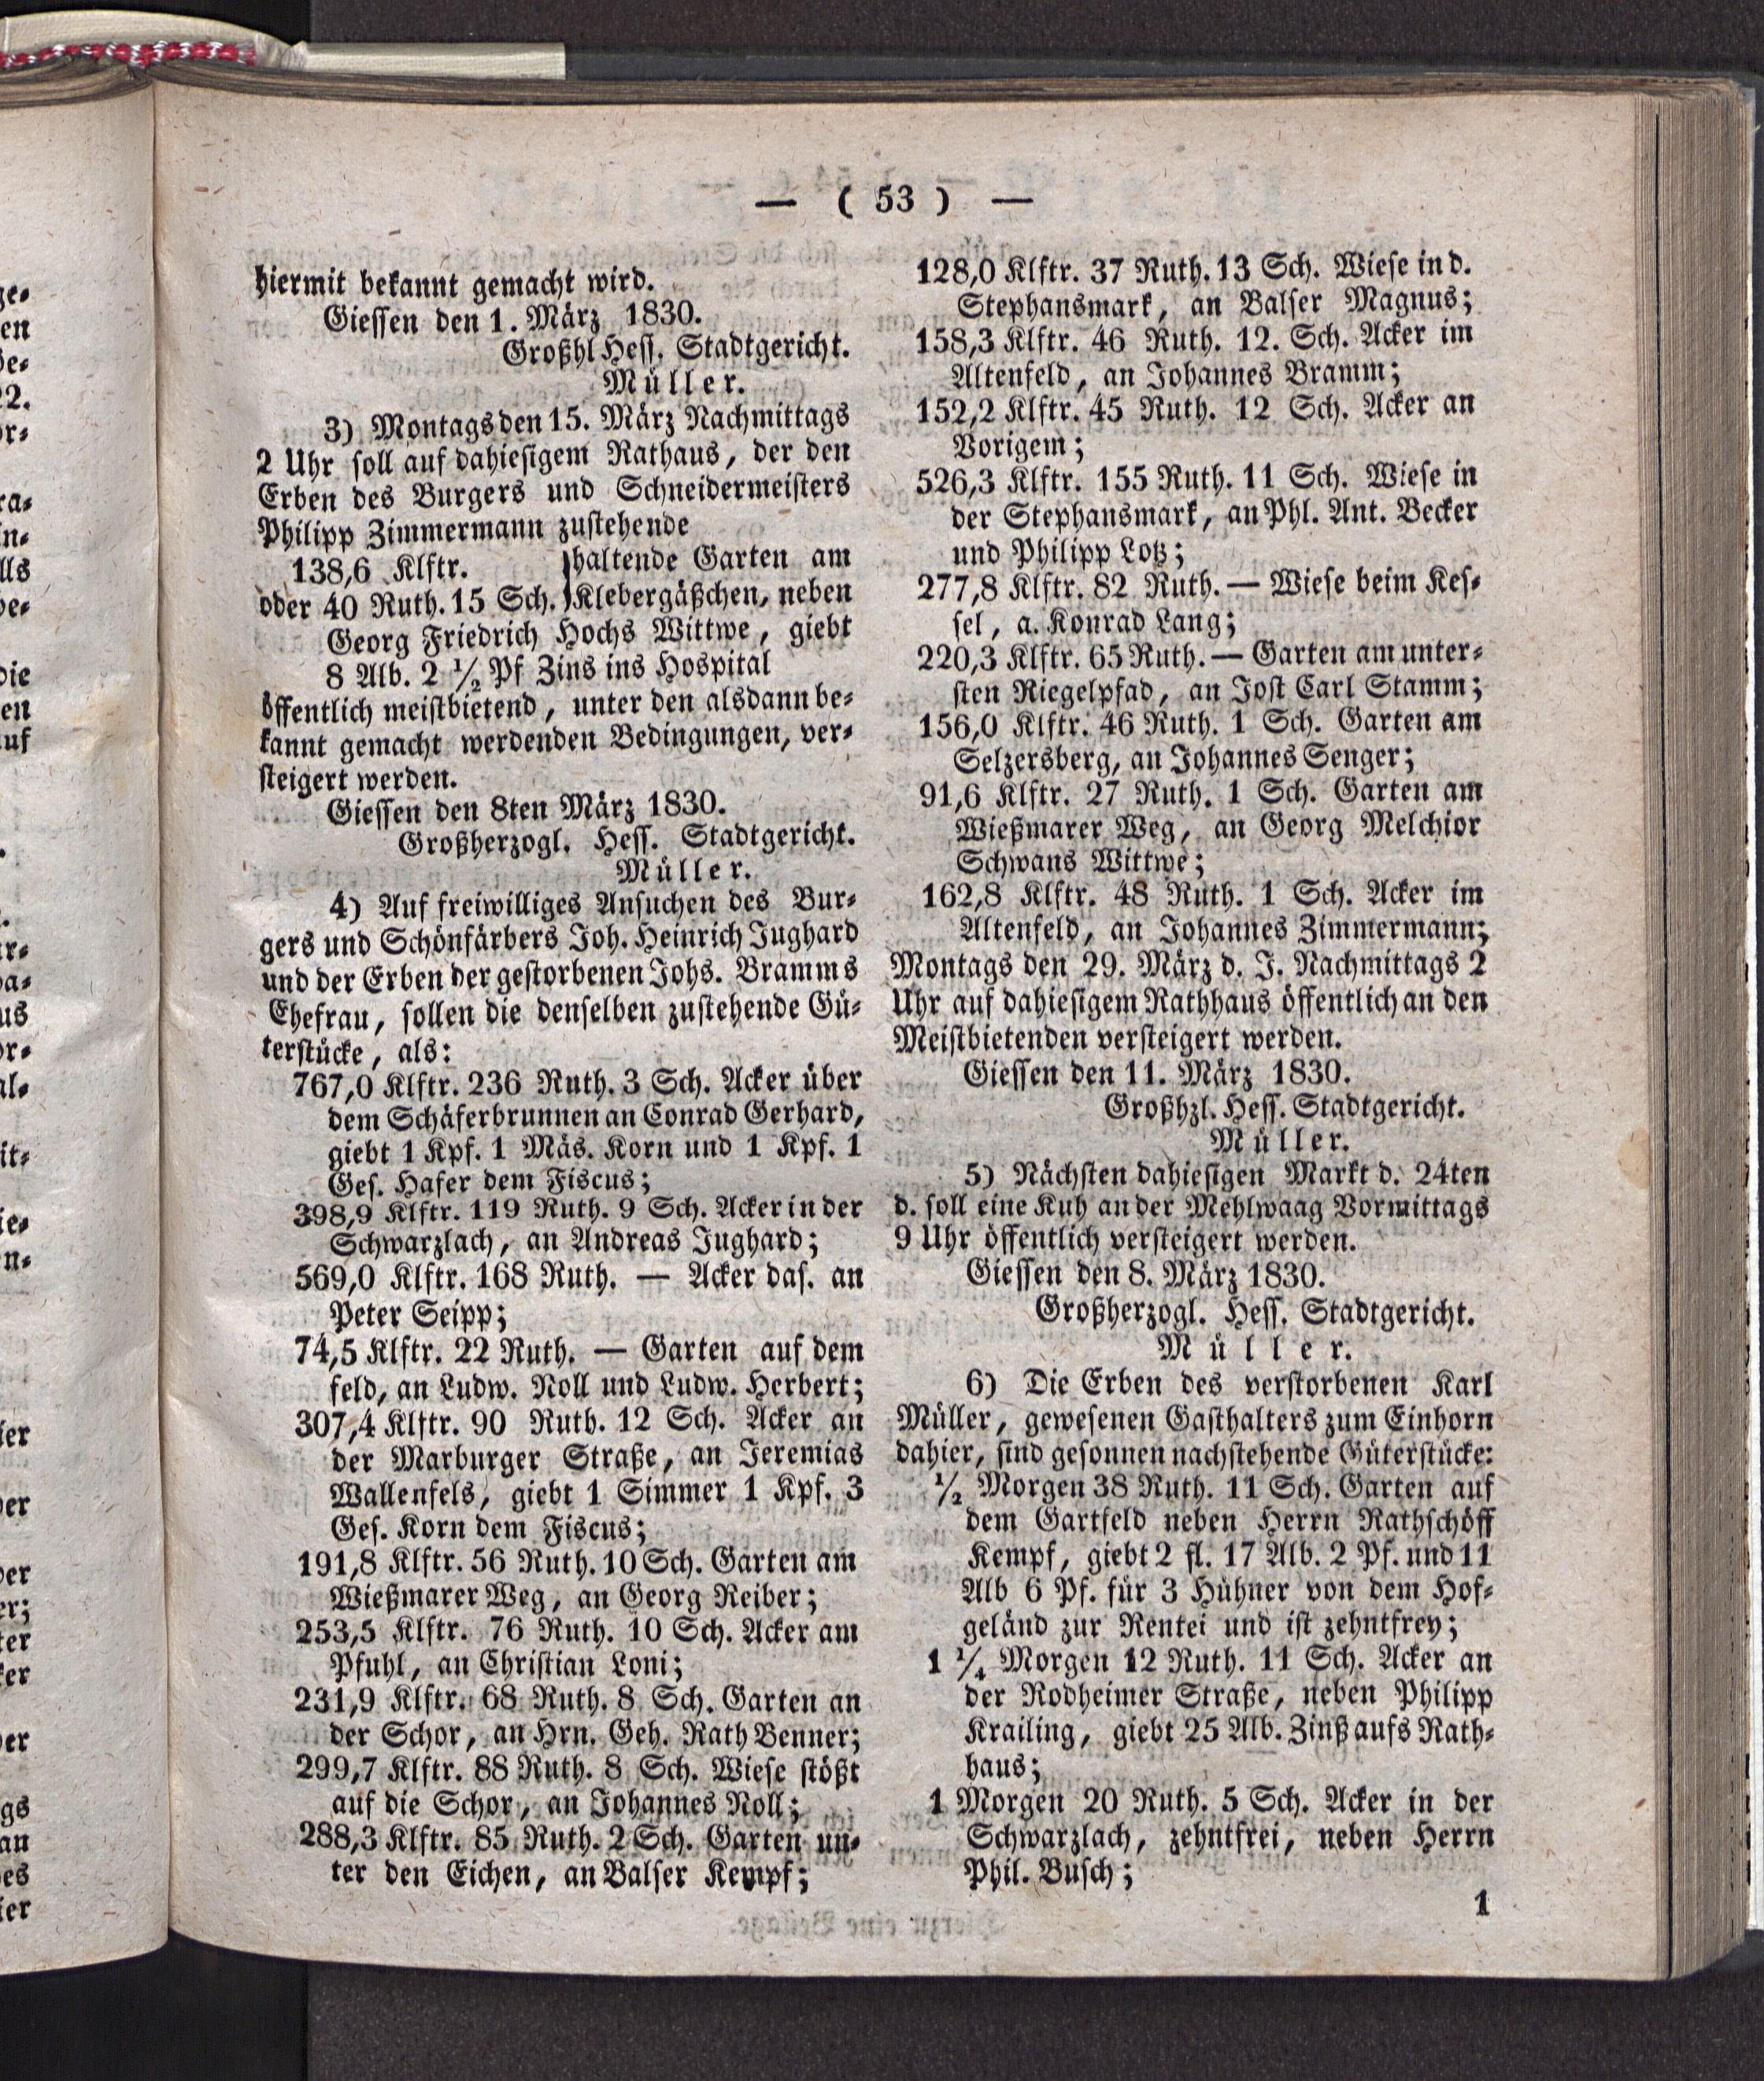 — ( 53 ) —
hiermit bekannt gemacht wird.
Giessen den 1. März 1830.
Großhl Hess. Stadtgericht.
Müller.
3) Montags den 15. März Nachmittags
2 Uhr soll auf dahiesigem Rathaus, der den
Erben des Burgers und Schneidermeisters
Philipp Zimmermann zustehende
138,6 Klftr. }haltende Garten am
oder 40 Ruth. 15 Sch. }Klebergäßchen, neben
Georg Friedrich Hochs Wittwe, giebt
8 Alb. 2 1/2 Pf Zins ins Hospital
öffentlich meistbietend, unter den alsdann be-
kannt gemacht werdenden Bedingungen, ver-
steigert werden.
Giessen den 8ten März 1830.
Großherzogl. Hess. Stadtgericht.
Müller.
4) Auf freiwilliges Ansuchen des Bur-
gers und Schönfärbers Joh. Heinrich Jughard
und der Erben der gestorbenen Johs. Bramms
Ehefrau, sollen die denselben zustehende Gü-
terstücke, als:
767,0 Klftr. 236 Ruth. 3 Sch. Acker über
dem Schäferbrunnen an Conrad Gerhard,
giebt 1 Kpf. 1 Mäs. Korn und 1 Kpf. 1
Ges. Hafer dem Fiscus;
398,9 Klftr. 119 Ruth. 9 Sch. Acker in der
Schwarzlach, an Andreas Jughard;
569,0 Klftr. 168 Ruth. — Acker das. an
Peter Seipp;
74,5 Klftr. 22 Ruth. — Garten auf dem
feld, an Ludw. Noll und Ludw. Herbert;
307,4 Klftr. 90 Ruth. 12 Sch. Acker an
der Marburger Straße, an Jeremias
Wallenfels, giebt 1 Simmer 1 Kpf. 3
Ges. Korn dem Fiscus;
191,8 Klftr. 56 Ruth. 10 Sch. Garten am
Wießmarer Weg, an Georg Reiber;
253,5 Klftr. 76 Ruth. 10 Sch. Acker am
Pfuhl, an Christian Loni;
231,9 Klftr. 68 Ruth. 8 Sch. Garten an
der Schor, an Hrn. Geh. Rath Benner;
299,7 Klftr. 88 Ruth. 8 Sch. Wiese stößt
auf die Schor, an Johannes Noll;
288,3 Klftr. 85 Ruth. 2 Sch. Garten un-
ter den Eichen, an Balser Kempf;
128,0 Klftr. 37 Ruth. 13 Sch. Wiese in d.
Stephansmark, an Balser Magnus;
158,3 Klftr. 46 Ruth. 12. Sch. Acker im
Altenfeld, an Johannes Bramm;
152,2 Klftr. 45 Ruth. 12 Sch. Acker an
Vorigem;
526,3 Klftr. 155 Ruth. 11 Sch. Wiese in
der Stephansmark, an Phl. Ant. Becker
und Philipp Lotz;
277,8 Klftr. 82 Ruth. — Wiese beim Kes-
sel, a. Konrad Lang;
220,3 Klftr. 65 Ruth. — Garten am unter-
sten Riegelpfad, an Jost Carl Stamm;
156,0 Klftr. 46 Ruth. 1 Sch. Garten am
Selzersberg, an Johannes Senger;
91,6 Klftr. 27 Ruth. 1 Sch. Garten am
Wießmarer Weg, an Georg Melchior
Schwans Wittwe;
162,8 Klftr. 48 Ruth. 1 Sch. Acker im
Altenfeld, an Johannes Zimmermann;
Montags den 29. März d. J. Nachmittags 2
Uhr auf dahiesigem Rathhaus öffentlich an den
Meistbietenden versteigert werden.
Giessen den 11. März 1830.
Großhzl. Hess. Stadtgericht.
Müller.
5) Nächsten dahiesigen Markt d. 24ten
d. soll eine Kuh an der Mehlwaag Vormittags
9 Uhr öffentlich versteigert werden.
Giessen den 8. März 1830.
Großherzogl. Hess. Stadtgericht.
Müller.
6) Die Erben des verstorbenen Karl
Müller, gewesenen Gasthalters zum Einhorn
dahier, sind gesonnen nachstehende Güterstücke:
1/2 Morgen 38 Ruth. 11 Sch. Garten auf
dem Gartfeld neben Herrn Rathschöff
Kempf, giebt 2 fl. 17 Alb. 2 Pf. und 11
Alb 6 Pf. für 3 Hühner von dem Hof-
geländ zur Rentei und ist zehntfrey;
1 1/4 Morgen 12 Ruth. 11 Sch. Acker an
der Rodheimer Straße, neben Philipp
Krailing, giebt 25 Alb. Zinß aufs Rath-
haus;
1 Morgen 20 Ruth. 5 Sch. Acker in der
Schwarzlach, zehntfrei, neben Herrn
Phil. Busch;
1